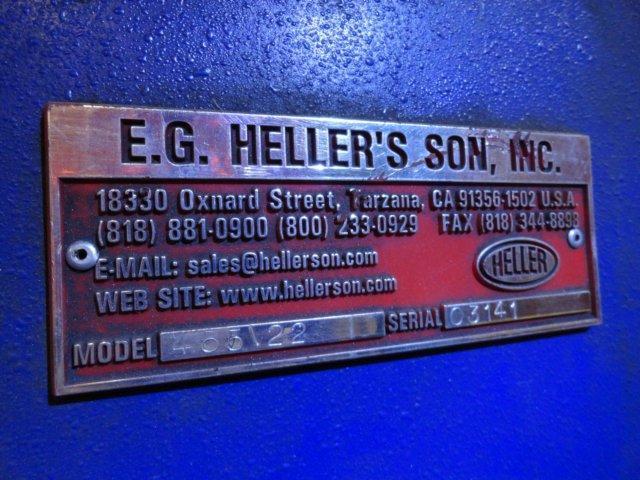 E.G. HELLER'S SON, INC.
18330 Oxnard Street, Tarzana, CA 91356-1502 U.S.A.
(818) 881-0900 (800) 233-0929 FAX (818) 344-8898
E-MAIL: sales@hellerson.com
HELLER
WEB SITE: www.hellerson.com
MODEL SERIAL 03141